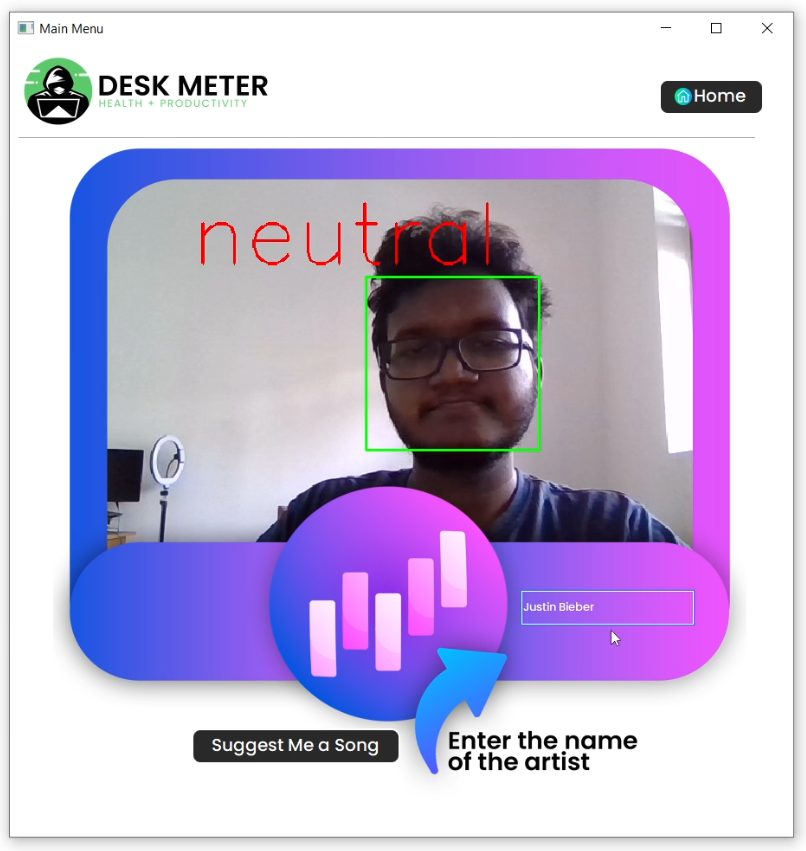 Main Menu
DESK METER
HEALTH + PRODUCTIVITY
Home
neutral
Justin Bieber
Suggest Me a Song
Enter the name
of the artist